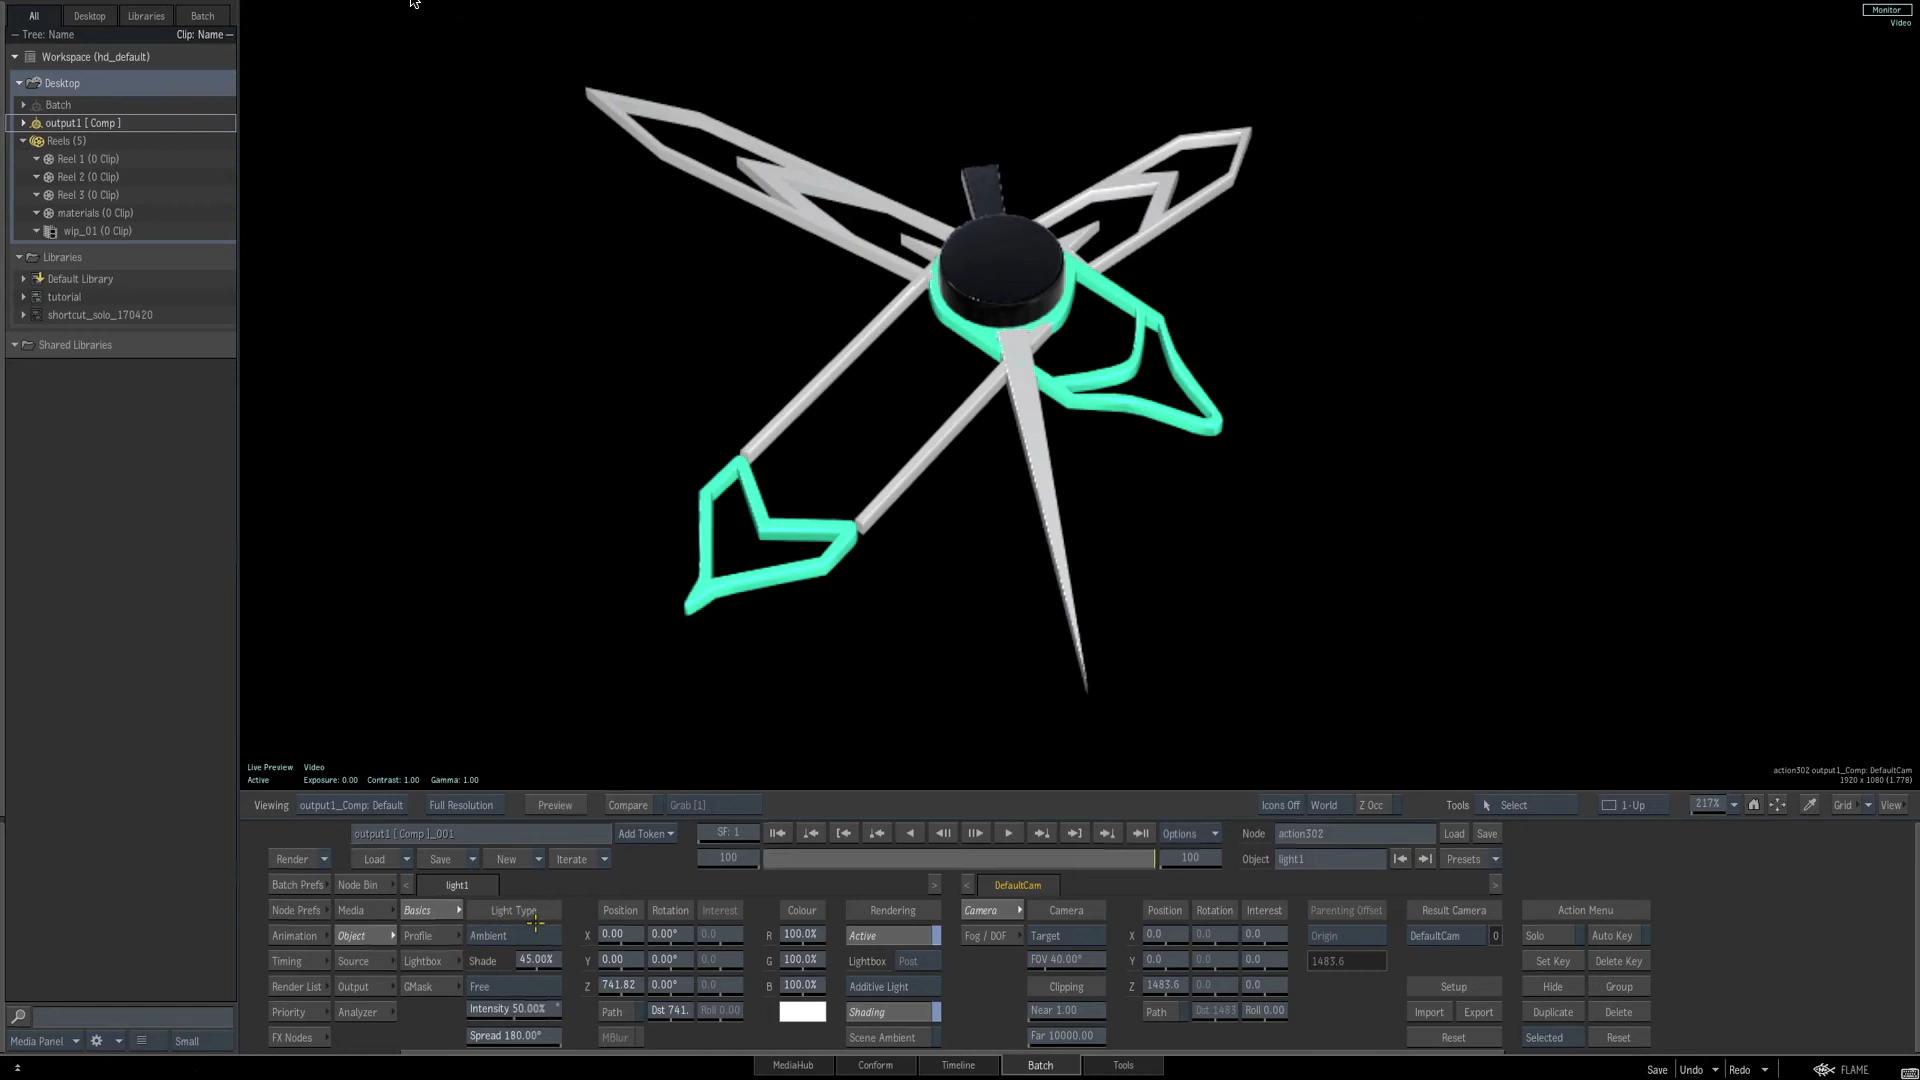 All Desktop Libraries Batch
Tree: Name Clip: Name
Workspace (hd_default)
Desktop
Batch
output1 [ Comp ]
Reels (5)
Reel 1 (0 Clip)
Reel 2 (0 Clip)
Reel 3 (0 Clip)
materials (0 Clip)
wip_01 (0 Clip)
Libraries
Default Library
tutorial
shortcut_solo_170420
Shared Libraries
Media Panel Small
Monitor
Video
Live Preview Video
Active Exposure: 0.00 Contrast: 1.00 Gamma: 1.00
action302 output1_Comp: DefaultCam
1920 x 1080 (1.778)
Viewing output1_Comp: Default Full Resolution Preview Compare Grab [1] Icons Off World Z Occ Tools Select 1-Up 217% Grid View
output1 [ Comp ]_001 Add Token SF: 1 Options Node action302 Load Save
Render Load Save New Iterate 100 100 Object light1 Presets
Batch Prefs Node Bin < light1 > < DefaultCam >
Node Prefs Media Basics Light Type Position Rotation Interest Colour Rendering Camera Camera Position Rotation Interest Parenting Offset Result Camera Action Menu
Animation Object Profile Ambient X 0.00 0.00° 0.0 R 100.0% Active Fog / DOF Target X 0.0 0.0 0.0 Origin DefaultCam 0 Solo Auto Key
Timing Source Lightbox Shade 45.00% Y 0.00 0.00° 0.0 G 100.0% Lightbox Post FOV 40.00° Y 0.0 0.0 0.0 1483.6 Set Key Delete Key
Render List Output GMask Free Z 741.82 0.00° 0.0 B 100.0% Additive Light Clipping Z 1483.6 0.0 0.0 Setup Hide Group
Priority Analyzer Intensity 50.00% Path Dst 741. Roll 0.00 Shading Near 1.00 Path Dst 1483 Roll 0.00 Import Export Duplicate Delete
FX Nodes Spread 180.00° MBlur Scene Ambient Far 10000.00 Reset Selected Reset
MediaHub Conform Timeline Batch Tools Save Undo Redo FLAME